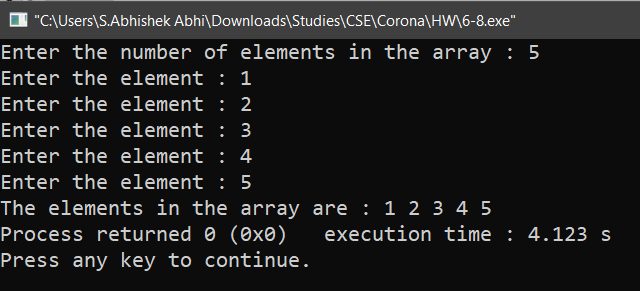 "C:\Users\S.Abhishek Abhi\Downloads\Studies\CSE\Corona\HW\6-8.exe"
Enter the number of elements in the array : 5
Enter the element : 1
Enter the element : 2
Enter the element : 3
Enter the element : 4
Enter the element : 5
The elements in the array are : 1 2 3 4 5
Process returned 0 (0x0)   execution time : 4.123 s
Press any key to continue.